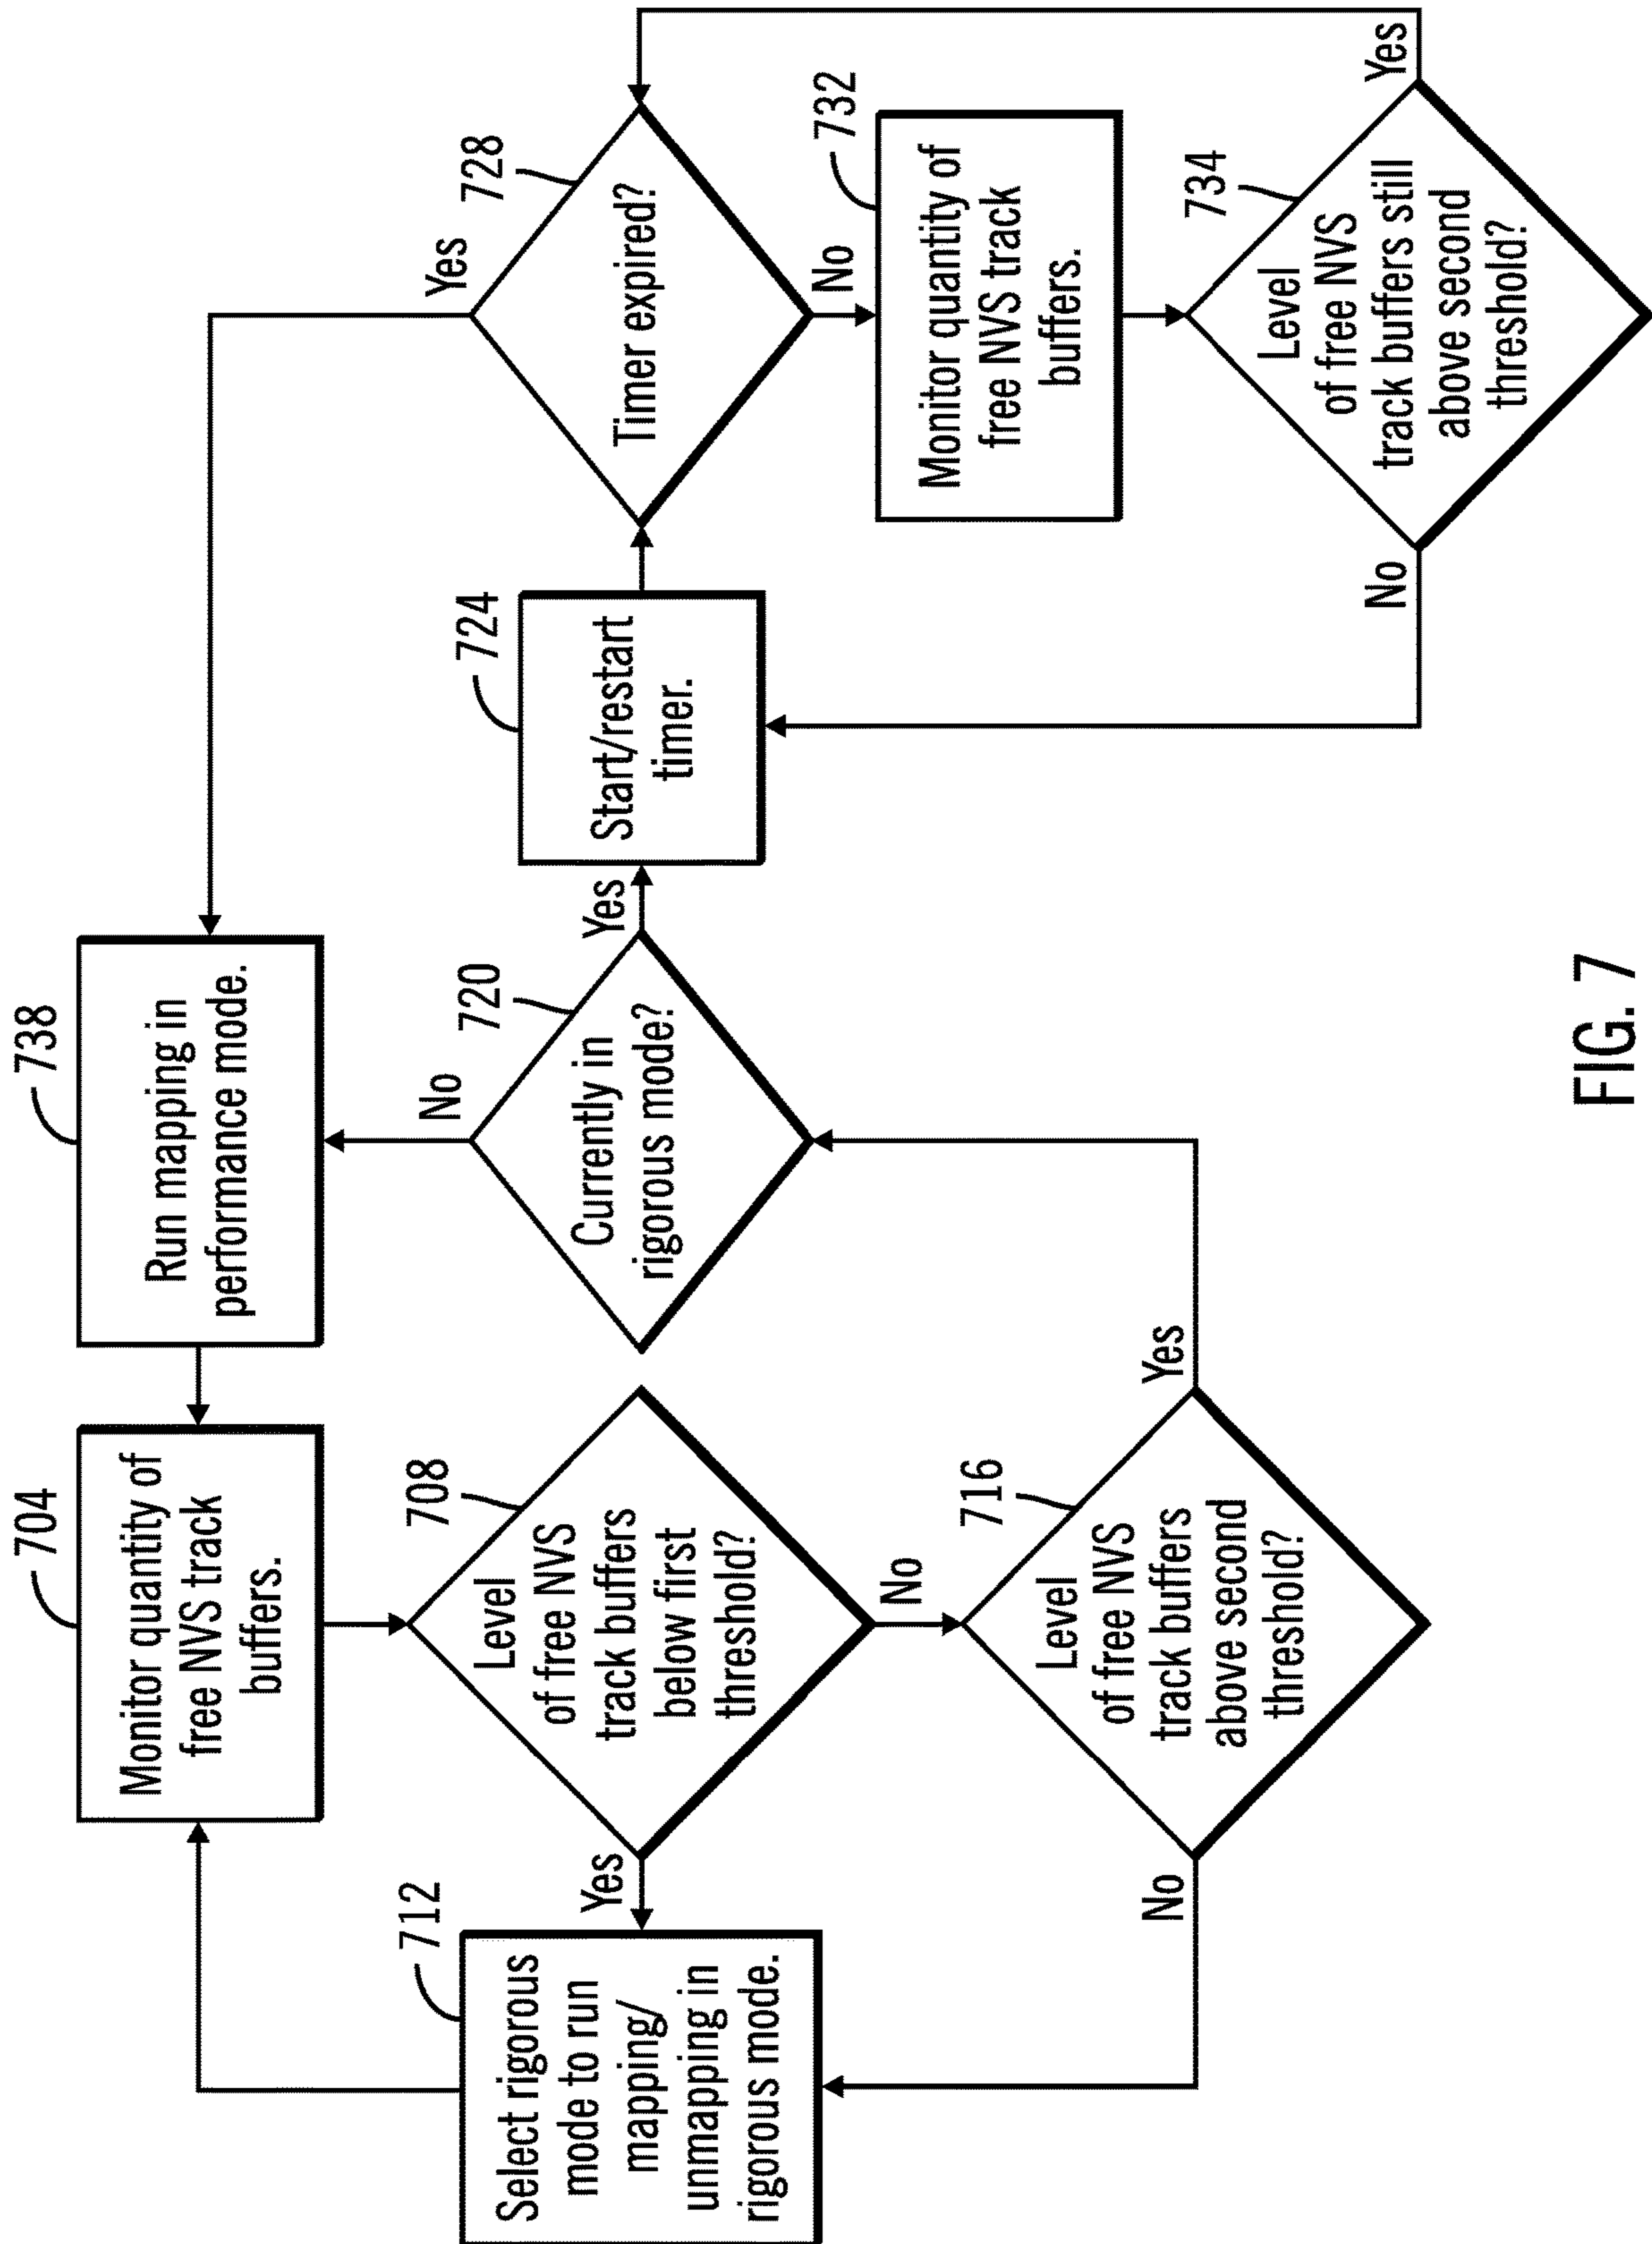 704
Monitor quantity of
free NVS track
buffers.
738
Run mapping in
performance mode.
708
Level
of free NVS
track buffers
below first
threshold?
Yes
No
712
Select rigorous
mode to run
mapping/
unmapping in
rigorous mode.
716
Level
of free NVS
track buffers
above second
threshold?
No
Yes
720
Currently in
rigorous mode?
No
Yes
724
Start/restart
timer.
728
Timer expired?
Yes
No
732
Monitor quantity of
free NVS track
buffers.
734
Level
of free NVS
track buffers still
above second
threshold?
No
Yes
FIG. 7